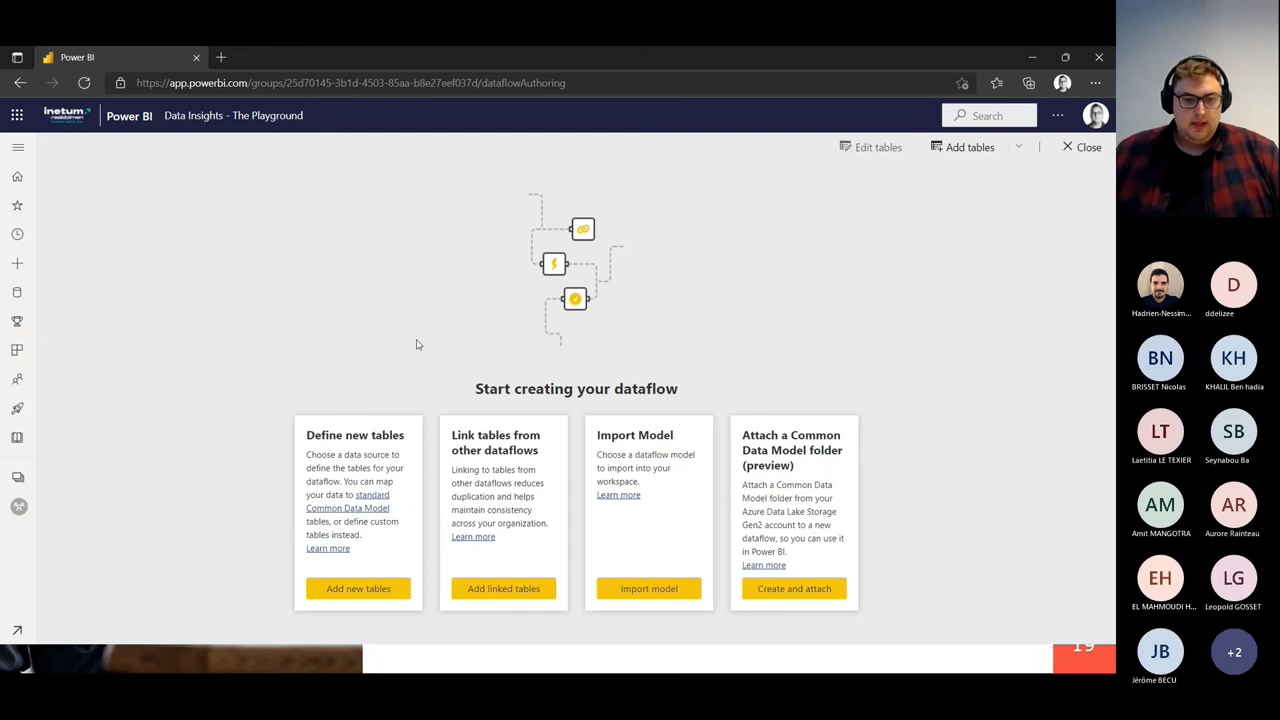 Power BI
https://app.powerbi.com/groups/25d70145-3b1d-4503-85aa-b8e27eef037d/dataflowAuthoring
inetum
realdolmen
Power BI
Data Insights - The Playground
Search
Edit tables
Add tables
Close
Start creating your dataflow
Define new tables
Choose a data source to
define the tables for your
dataflow. You can map
your data to standard
Common Data Model
tables, or define custom
tables instead.
Learn more
Add new tables
Link tables from
other dataflows
Linking to tables from
other dataflows reduces
duplication and helps
maintain consistency
across your organization.
Learn more
Add linked tables
Import Model
Choose a dataflow model
to import into your
workspace.
Learn more
Import model
Attach a Common
Data Model folder
(preview)
Attach a Common Data
Model folder from your
Azure Data Lake Storage
Gen2 account to a new
dataflow, so you can use it
in Power BI.
Learn more
Create and attach
19
Hadrien-Nessim...
D
ddelizee
BN
BRISSET Nicolas
KH
KHALIL Ben hadia
LT
Laetitia LE TEXIER
SB
Seynabou Ba
AM
Amit MANGOTRA
AR
Aurore Rainteau
EH
EL MAHMOUDI H...
LG
Leopold GOSSET
JB
Jérôme BECU
+2